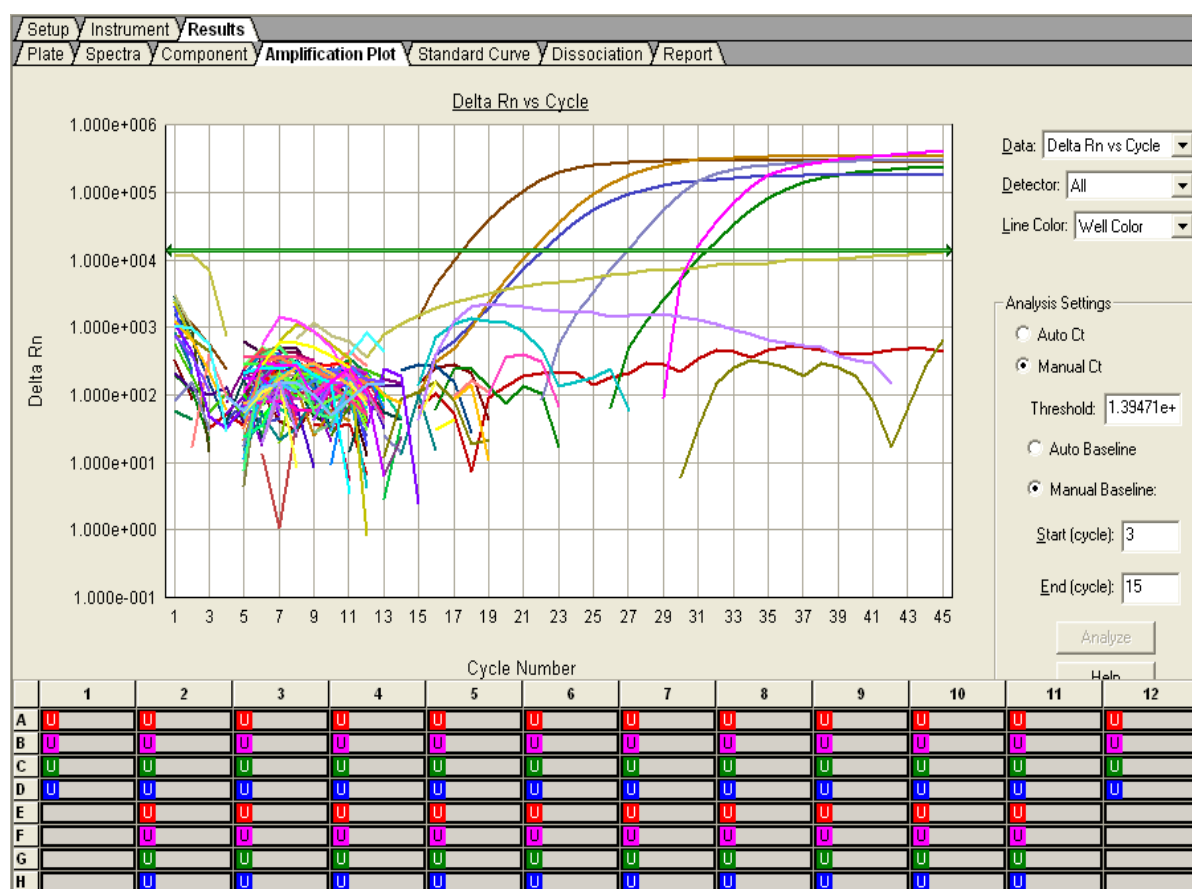 Setup Instrument Results
Plate Spectra Component Amplification Plot Standard Curve Dissociation Report
Delta Rn vs Cycle
1.000e+006
1.000e+005
1.000e+004
1.000e+003
1.000e+002
1.000e+001
1.000e+000
1.000e-001
Delta Rn
1 3 5 7 9 11 13 15 17 19 21 23 25 27 29 31 33 35 37 39 41 43 45
Cycle Number
Data: Delta Rn vs Cycle
Detector: All
Line Color: Well Color
Analysis Settings
Auto Ct
Manual Ct
Threshold: 1.39471e+
Auto Baseline
Manual Baseline:
Start (cycle): 3
End (cycle): 15
Analyze
Help
1 2 3 4 5 6 7 8 9 10 11 12
A U U U U U U U U U U U U
B U U U U U U U U U U U U
C U U U U U U U U U U U U
D U U U U U U U U U U U U
E U U U U U U U U U U
F U U U U U U U U U U
G U U U U U U U U U U
H U U U U U U U U U U